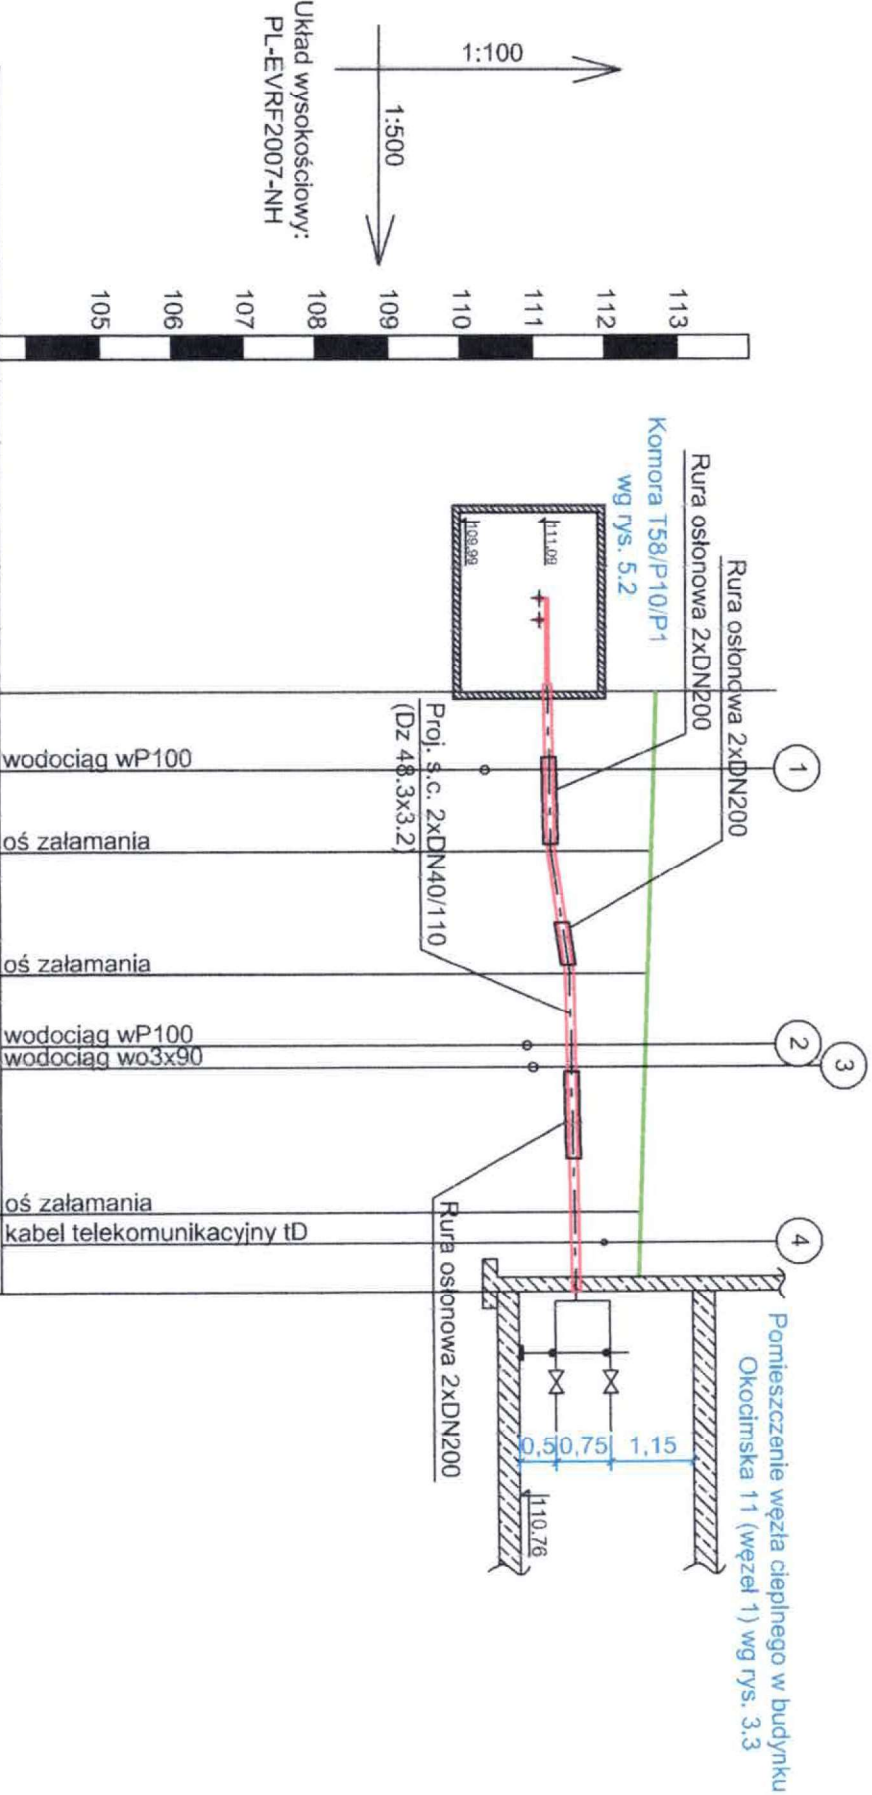 1:100
1:500
Układ wysokościowy:
PL-EVRF2007-NH
113
112
111
110
109
108
107
106
105
Komora T58/P10/P1
wg rys. 5.2
Rura osłonowa 2xDN200
Rura osłonowa 2xDN200
111,09
109,99
Proj. s.c. 2xDN40/110
(Dz 48.3x3.2)
Rura osłonowa 2xDN200
1
2
3
4
wodociąg wP100
oś załamania
oś załamania
wodociąg wP100
wodociąg wo3x90
oś załamania
kabel telekomunikacyjny tD
Pomieszczenie węzła cieplnego w budynku
Okocimska 11 (węzeł 1) wg rys. 3.3
0,5 0,75 1,15
110,76